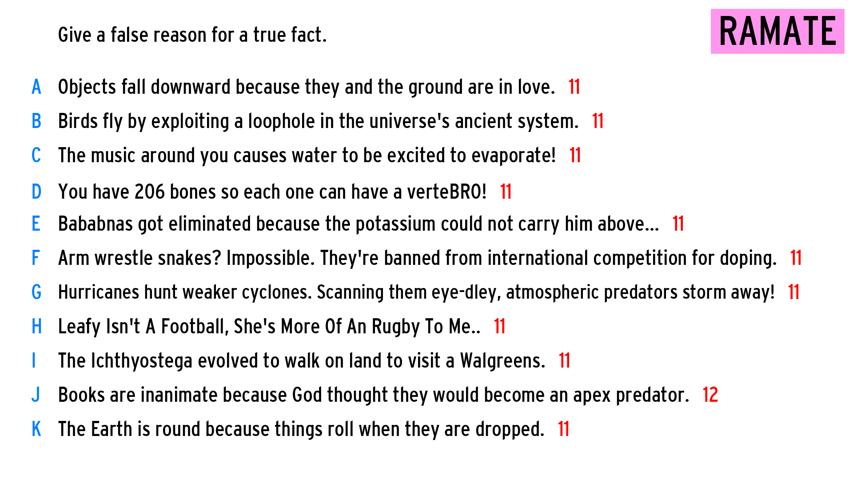 Give a false reason for a true fact.
RAMATE
A Objects fall downward because they and the ground are in love. 11
B Birds fly by exploiting a loophole in the universe's ancient system. 11
C The music around you causes water to be excited to evaporate! 11
D You have 206 bones so each one can have a verteBRO! 11
E Bababnas got eliminated because the potassium could not carry him above... 11
F Arm wrestle snakes? Impossible. They're banned from international competition for doping. 11
G Hurricanes hunt weaker cyclones. Scanning them eye-dley, atmospheric predators storm away! 11
H Leafy Isn't A Football, She's More Of An Rugby To Me.. 11
I The Ichthyostega evolved to walk on land to visit a Walgreens. 11
J Books are inanimate because God thought they would become an apex predator. 12
K The Earth is round because things roll when they are dropped. 11